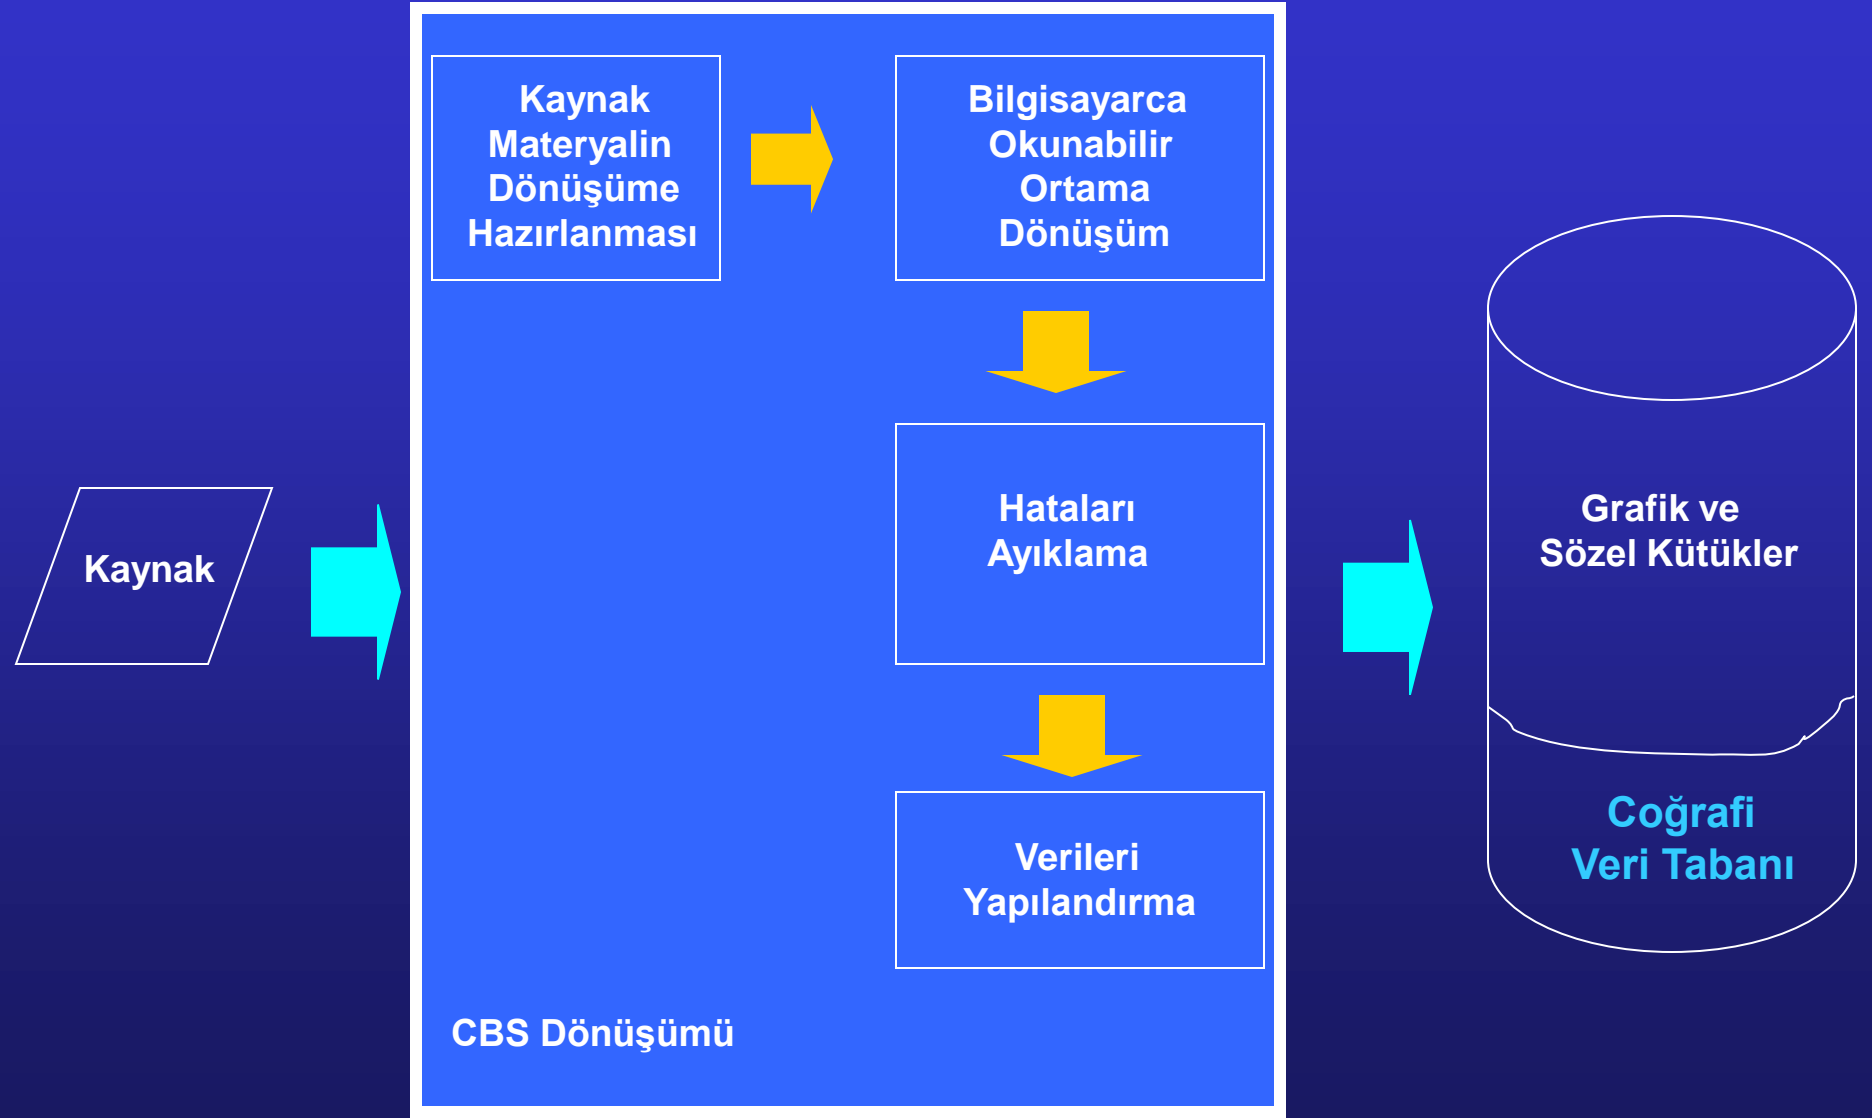 Kaynak
Kaynak
Materyalin
Dönüşüme
Hazırlanması
Bilgisayarca
Okunabilir
Ortama
Dönüşüm
Hataları
Ayıklama
Verileri
Yapılandırma
CBS Dönüşümü
Grafik ve
Sözel Kütükler
Coğrafi
Veri Tabanı